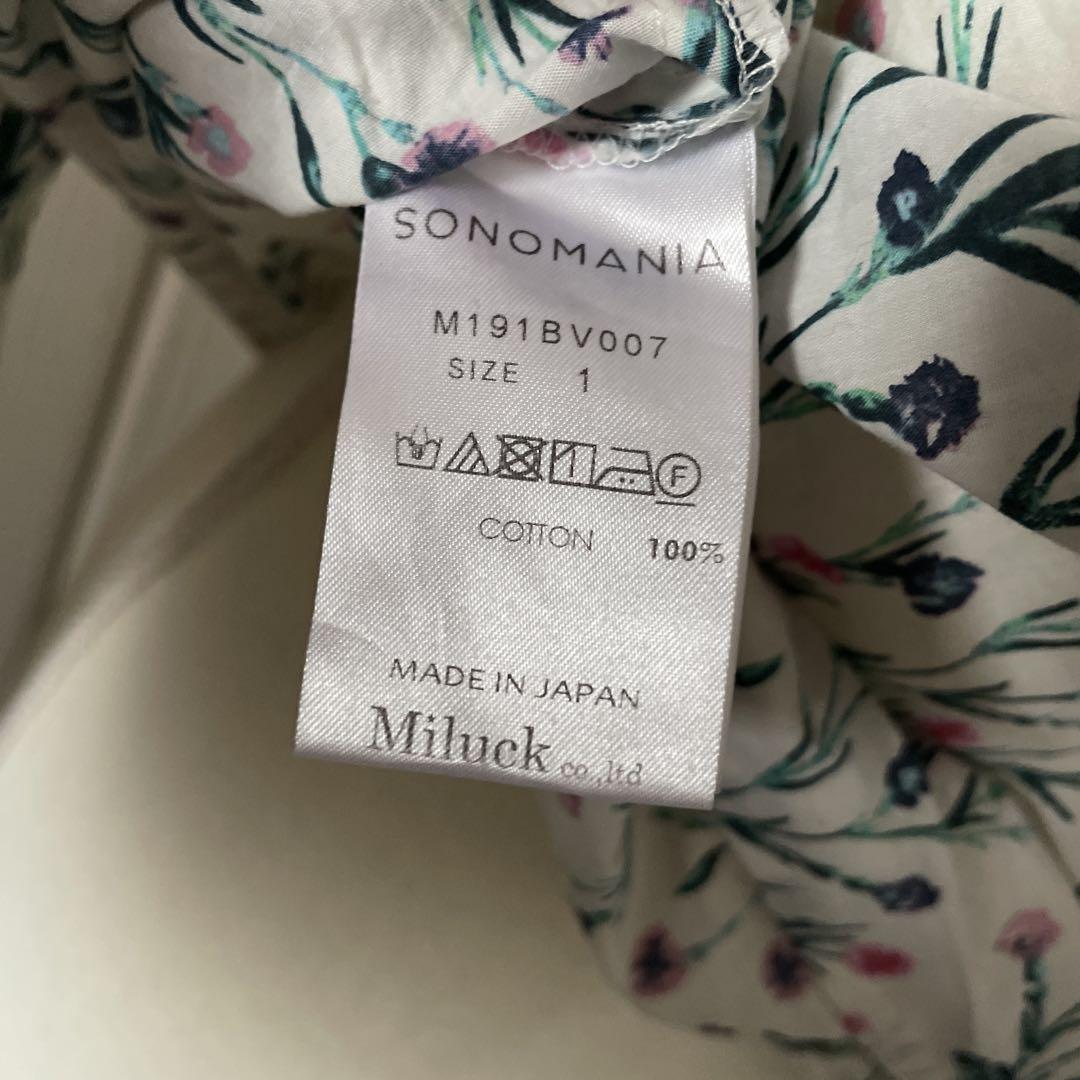 SONOMANIA
M191BV007
SIZE 1
F
COTTON 100%
MADE IN JAPAN
Miluck co.,ltd